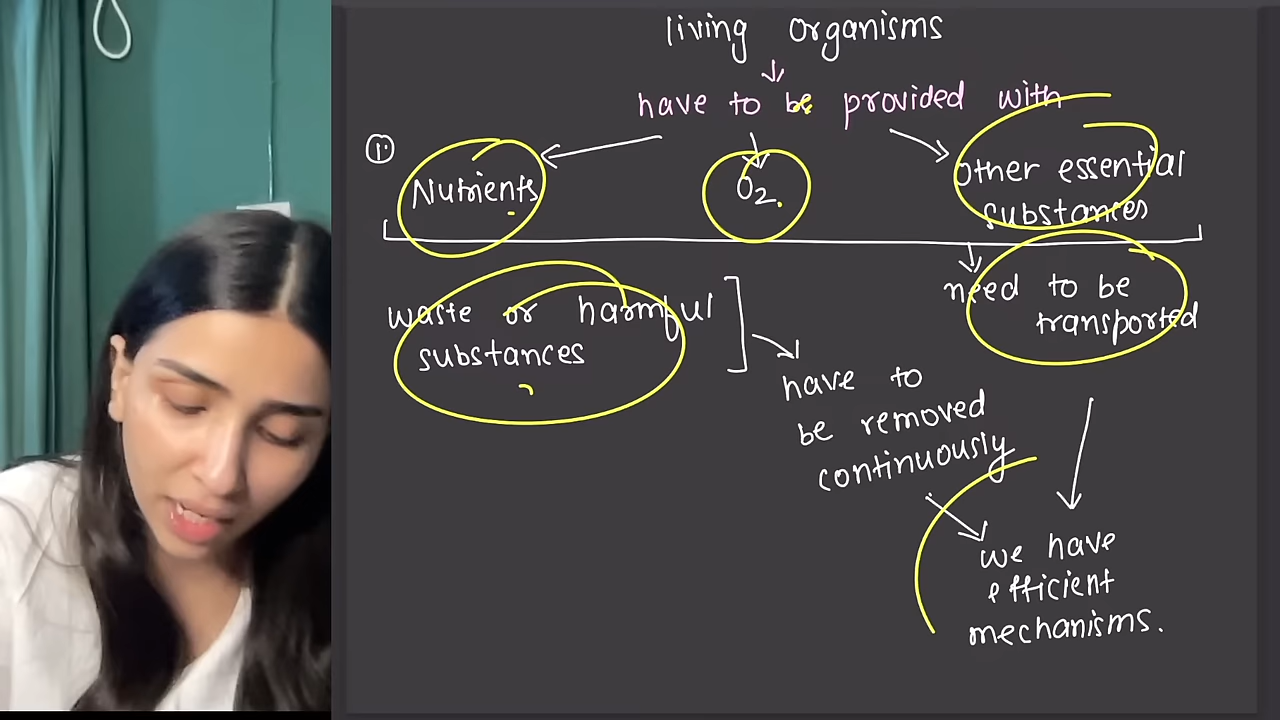 living organisms
have to be provided with
①
Nutrients
O2
other essential
substances
need to be
transported
waste or harmful
substances
have to
be removed
continuously
we have
efficient
mechanisms.